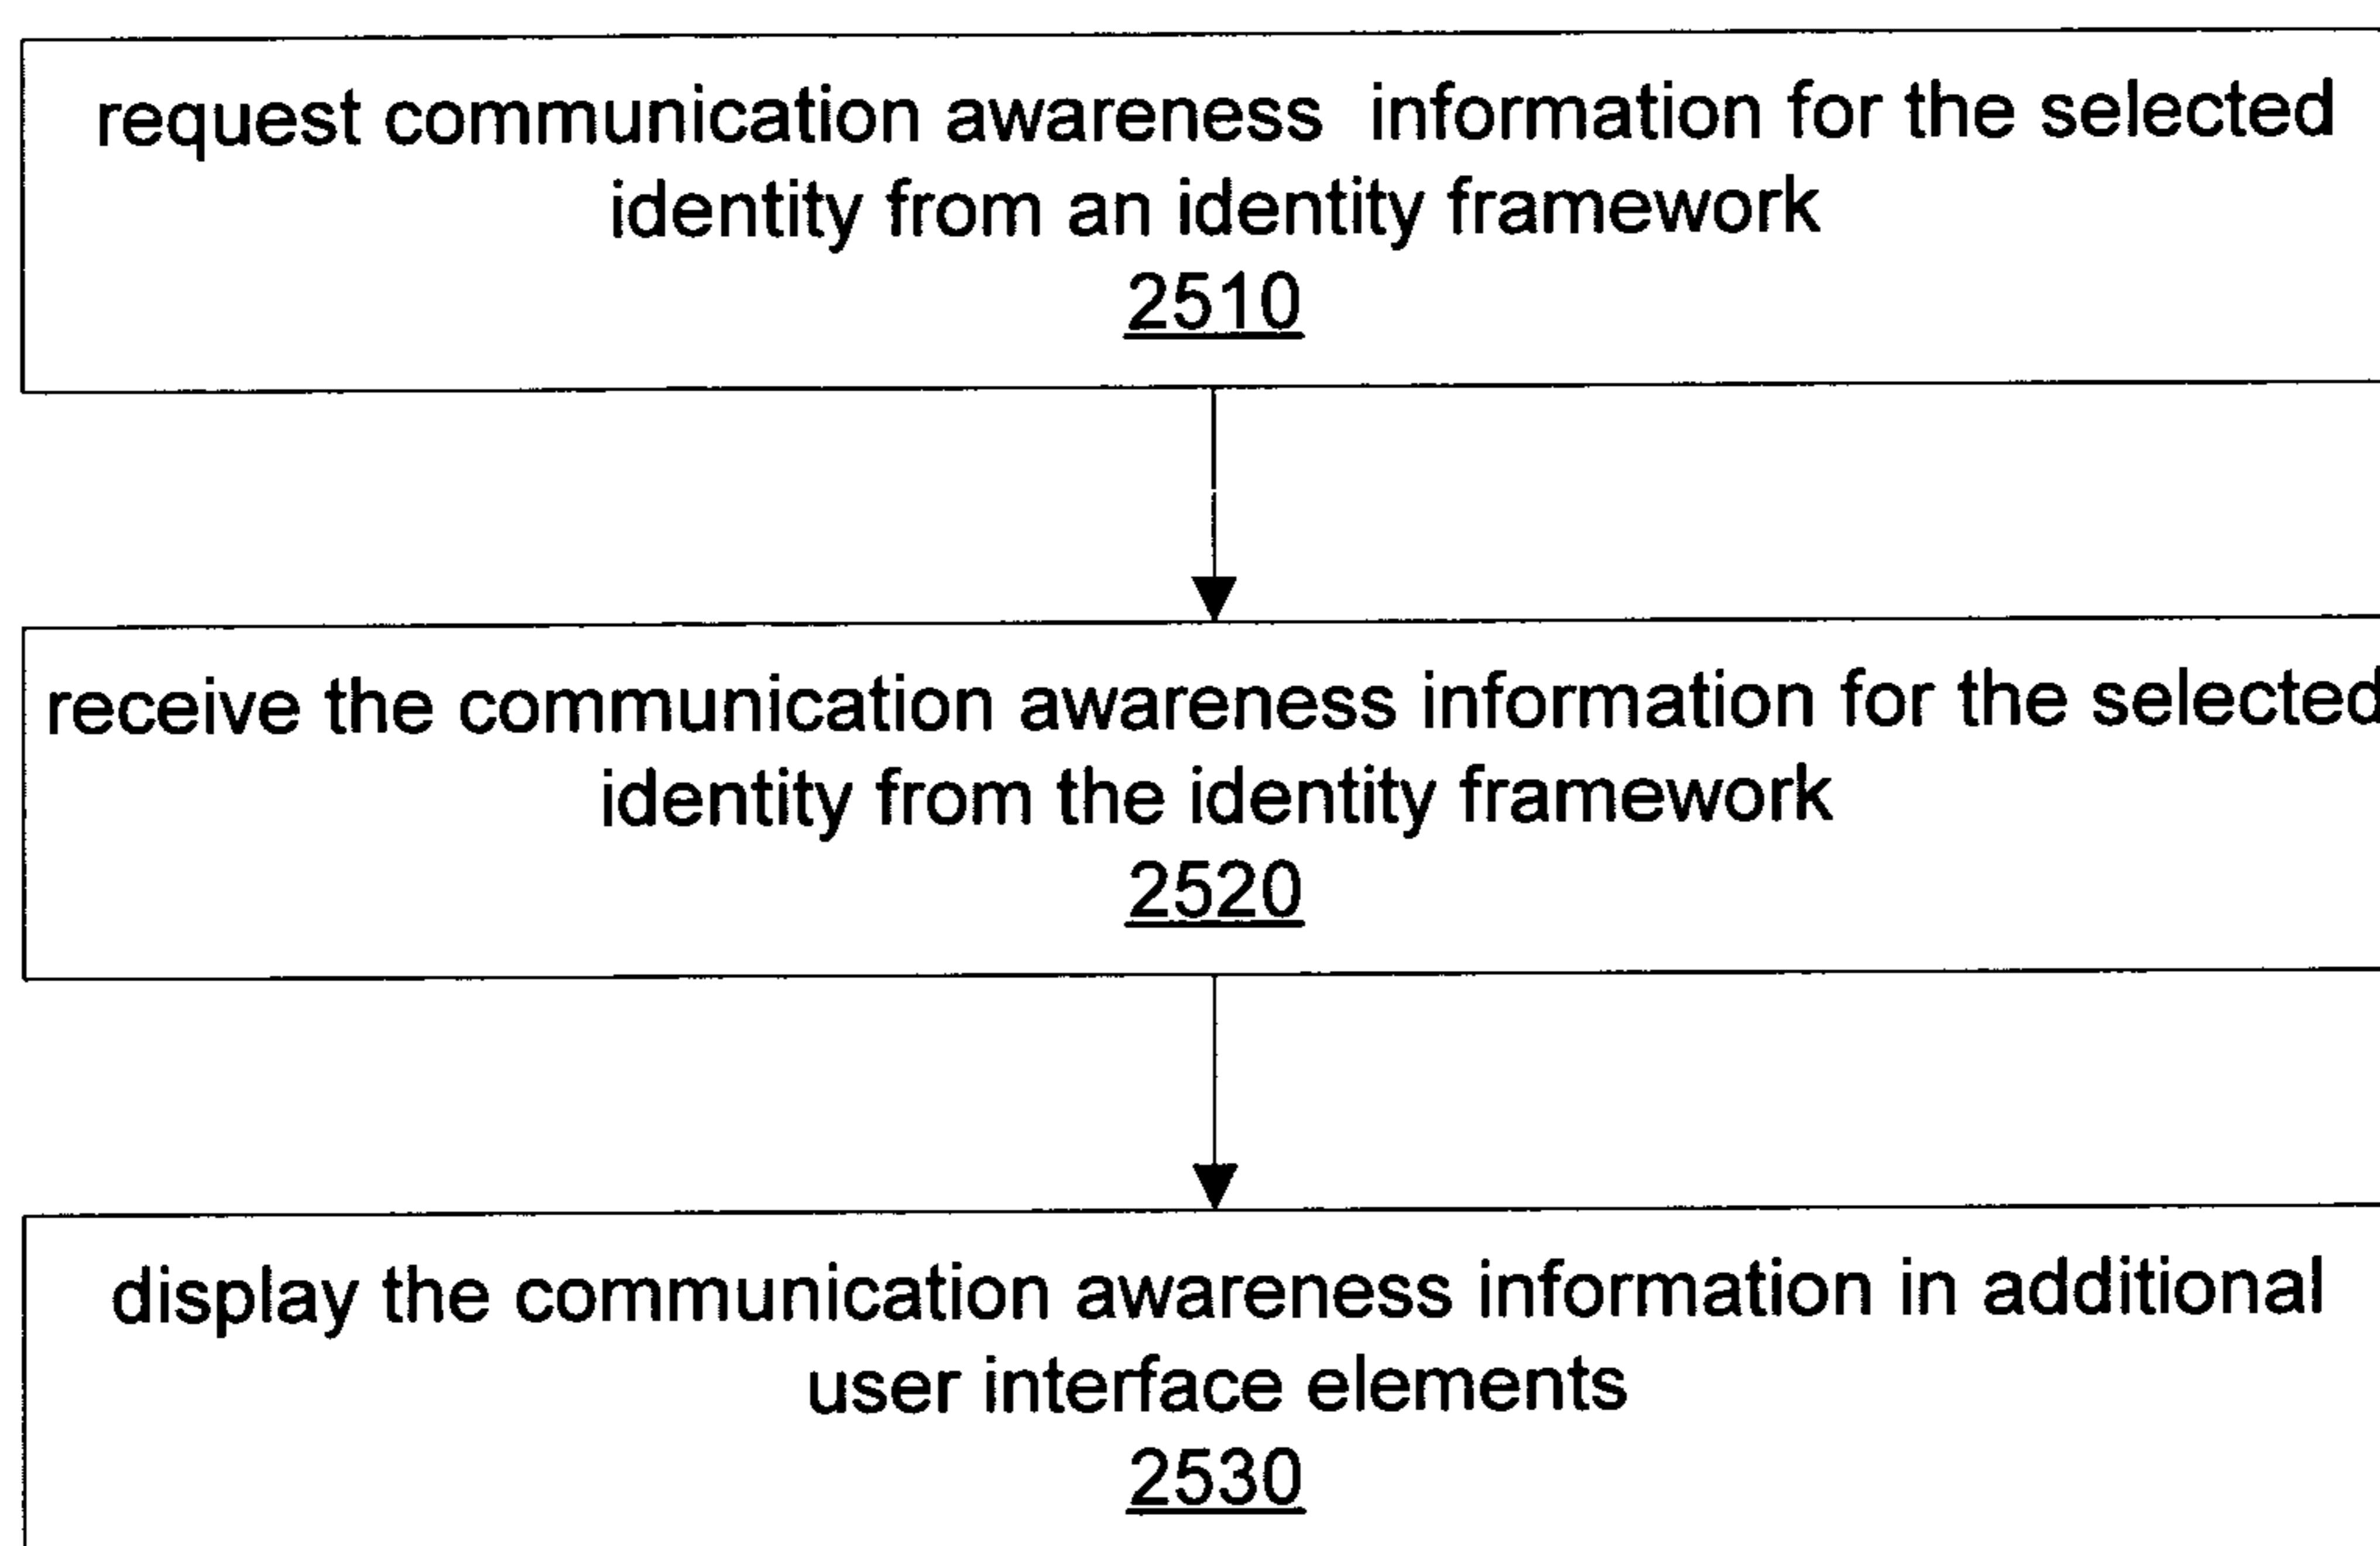 request communication awareness information for the selected
identity from an identity framework
2510
receive the communication awareness information for the selected
identity from the identity framework
2520
display the communication awareness information in additional
user interface elements
2530